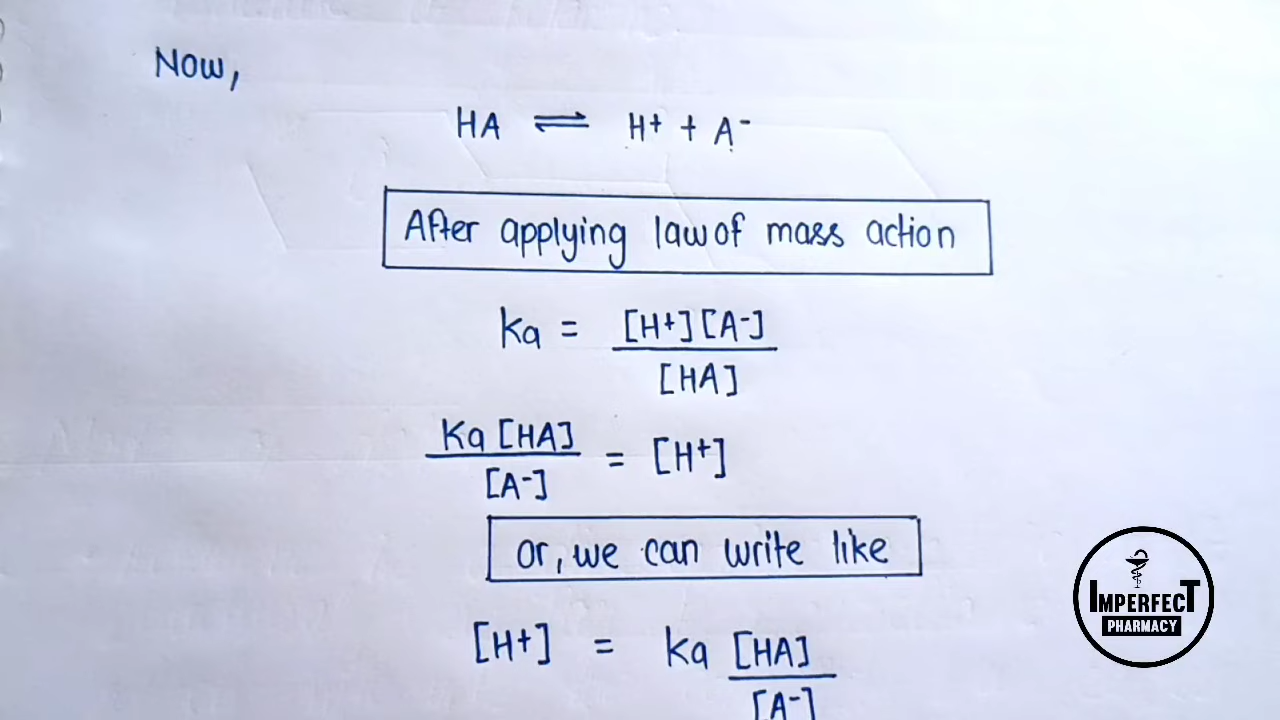 Now,
HA ⇌ H+ + A-
After applying law of mass action
Ka = [H+][A-]
[HA]
Ka [HA] = [H+]
[A-]
or, we can write like
[H+] = Ka [HA]
[A-]
IMPERFECT
PHARMACY